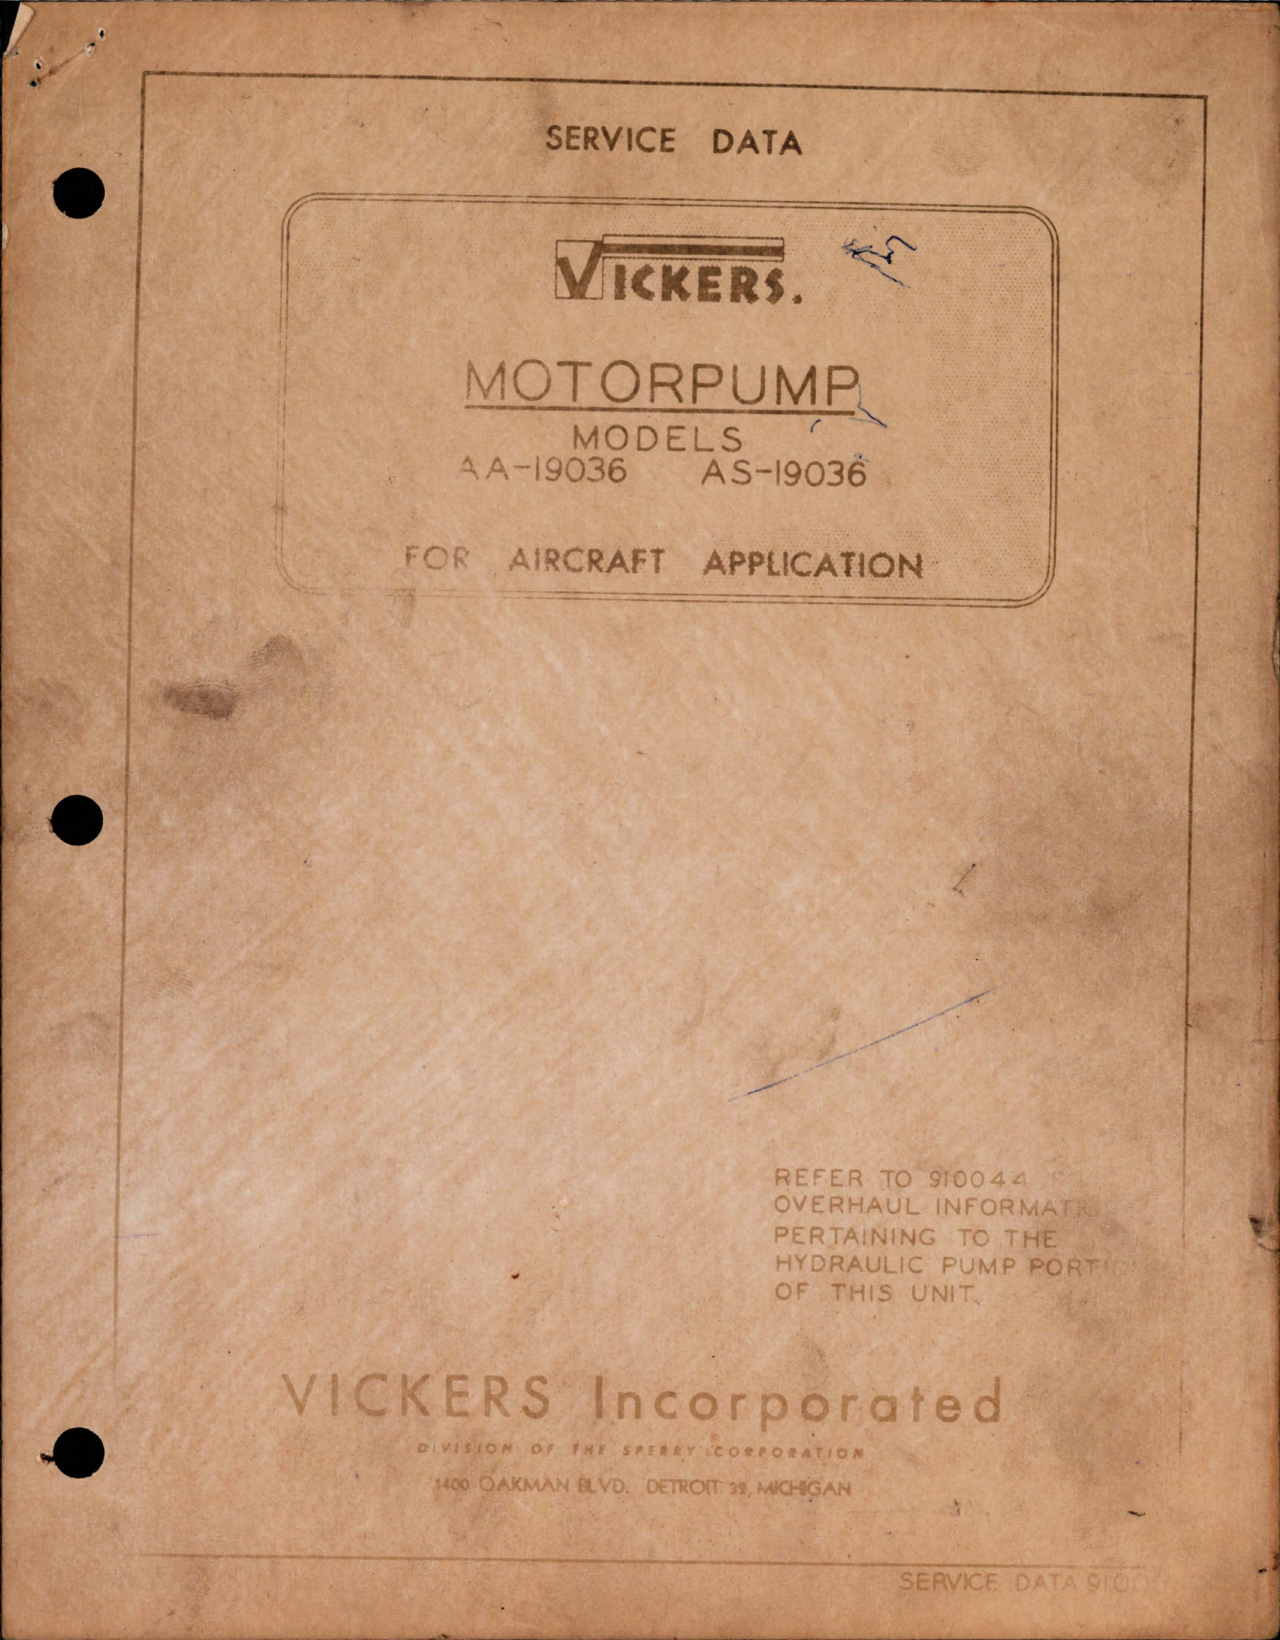 SERVICE DATA
VICKERS.
MOTORPUMP
MODELS
AA-19036 AS-19036
FOR AIRCRAFT APPLICATION
REFER TO 910044
OVERHAUL INFORMATIO
PERTAINING TO THE
HYDRAULIC PUMP PORTION
OF THIS UNIT.
VICKERS Incorporated
DIVISION OF THE SPERRY CORPORATION
1400 OAKMAN BLVD. DETROIT 32, MICHIGAN
SERVICE DATA